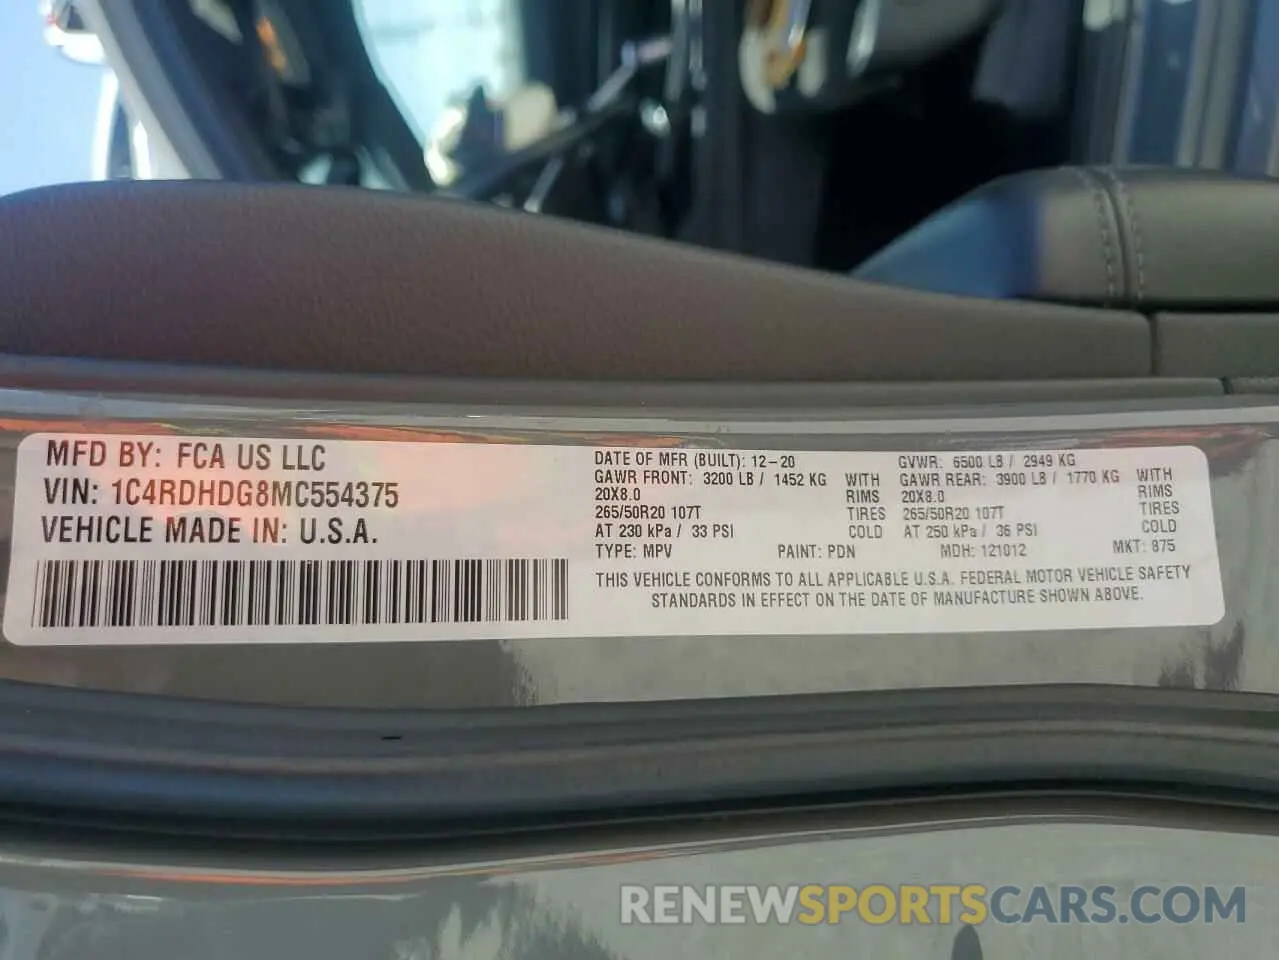 MFD BY: FCA US LLC
VIN: 1C4RDHDG8MC554375
VEHICLE MADE IN: U.S.A.
DATE OF MFR (BUILT): 12-20
GAWR FRONT: 3200 LB / 1452 KG WITH
20X8.0 RIMS
265/50R20 107T TIRES
AT 230 kPa / 33 PSI COLD
TYPE: MPV PAINT: PDN
GVWR: 6500 LB / 2949 KG
GAWR REAR: 3900 LB / 1770 KG WITH
20X8.0 RIMS
265/50R20 107T TIRES
AT 250 kPa / 36 PSI COLD
MDH: 121012 MKT: 875
THIS VEHICLE CONFORMS TO ALL APPLICABLE U.S.A. FEDERAL MOTOR VEHICLE SAFETY
STANDARDS IN EFFECT ON THE DATE OF MANUFACTURE SHOWN ABOVE.
RENEWSPORTSCARS.COM